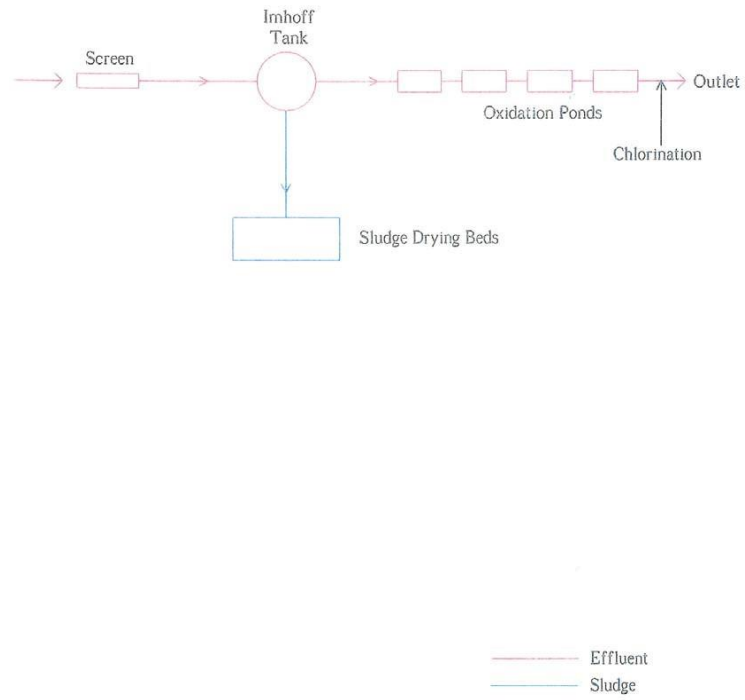 Imhoff
Tank
Screen
Outlet
Oxidation Ponds
Chlorination
Sludge Drying Beds
Effluent
Sludge